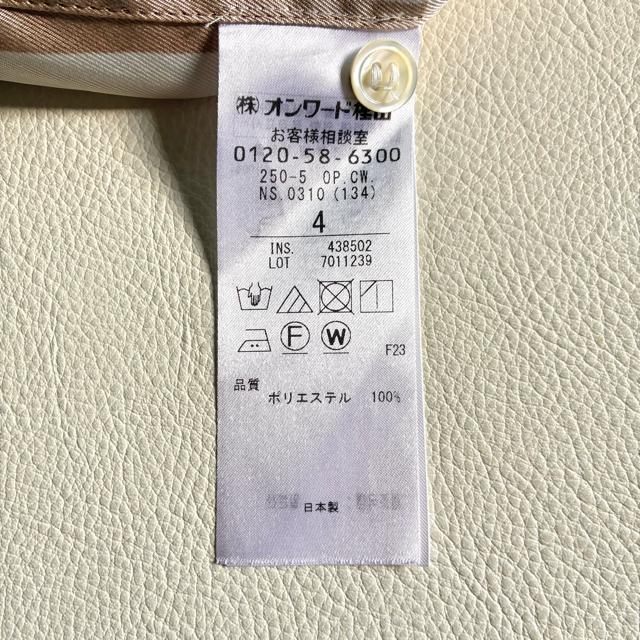 (株)オンワード樫山
お客様相談室
0120-58-6300
250-5 OP.CW.
NS.0310(134)
4
INS. 438502
LOT 7011239
F W
F23
品質
ポリエステル 100%
日本製